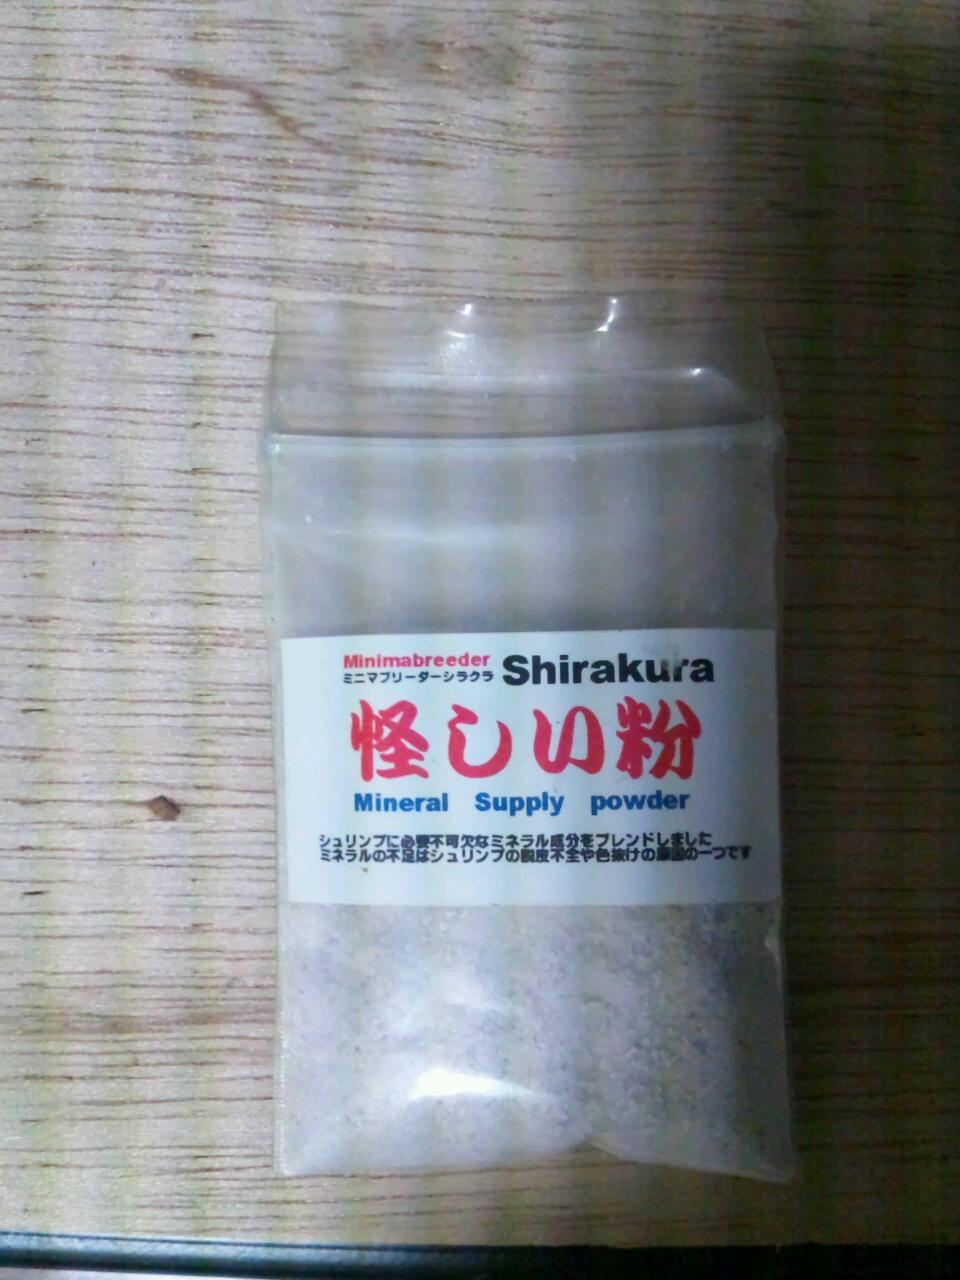 Minimabreeder
ミニマブリーダーシラクラ
Shirakura
怪しい粉
Mineral Supply powder
シュリンプに必要不可欠なミネラル成分をブレンドしました
ミネラルの不足はシュリンプの脱皮不全や色抜けの原因の一つです